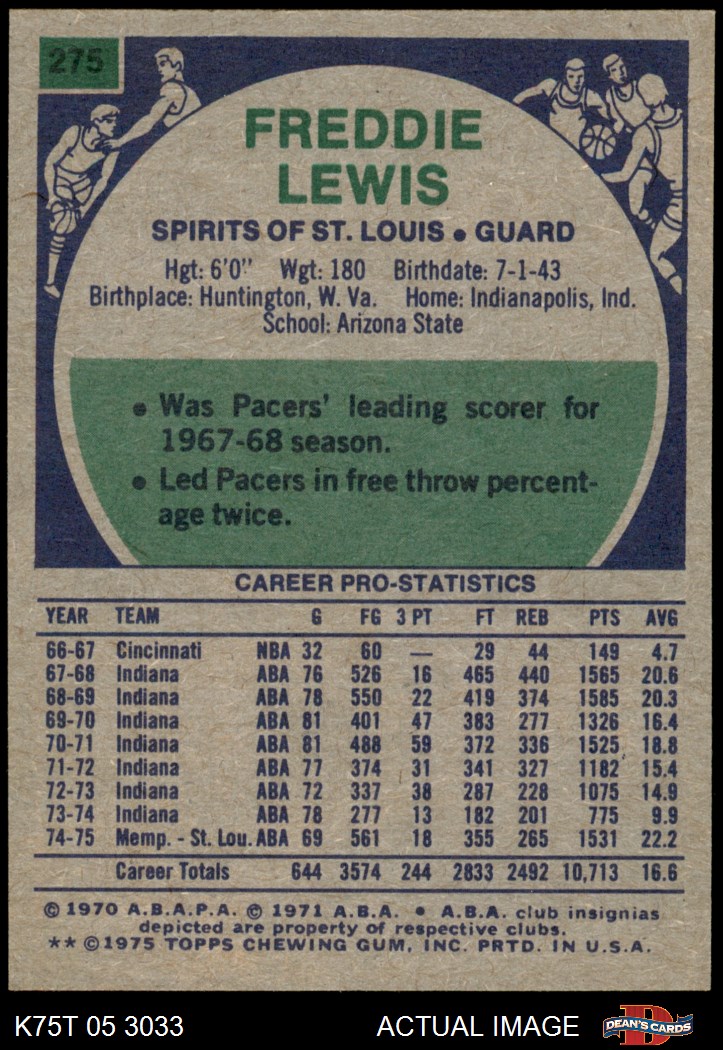 275
FREDDIE
LEWIS
SPIRITS OF ST. LOUIS • GUARD
Hgt: 6'0" Wgt: 180 Birthdate: 7-1-43
Birthplace: Huntington, W. Va. Home: Indianapolis, Ind.
School: Arizona State
• Was Pacers' leading scorer for
1967-68 season.
• Led Pacers in free throw percent-
age twice.
CAREER PRO-STATISTICS
YEAR TEAM G FG 3 PT FT REB PTS AVG
66-67 Cincinnati NBA 32 60 — 29 44 149 4.7
67-68 Indiana ABA 76 526 16 465 440 1565 20.6
68-69 Indiana ABA 78 550 22 419 374 1585 20.3
69-70 Indiana ABA 81 401 47 383 277 1326 16.4
70-71 Indiana ABA 81 488 59 372 336 1525 18.8
71-72 Indiana ABA 77 374 31 341 327 1182 15.4
72-73 Indiana ABA 72 337 38 287 228 1075 14.9
73-74 Indiana ABA 78 277 13 182 201 775 9.9
74-75 Memp. - St. Lou. ABA 69 561 18 355 265 1531 22.2
Career Totals 644 3574 244 2833 2492 10,713 16.6
© 1970 A.B.A.P.A. © 1971 A.B.A. • A.B.A. club insignias
depicted are property of respective clubs.
** © 1975 TOPPS CHEWING GUM, INC. PRTD. IN U.S.A.
K75T 05 3033 ACTUAL IMAGE D DEAN'S CARDS